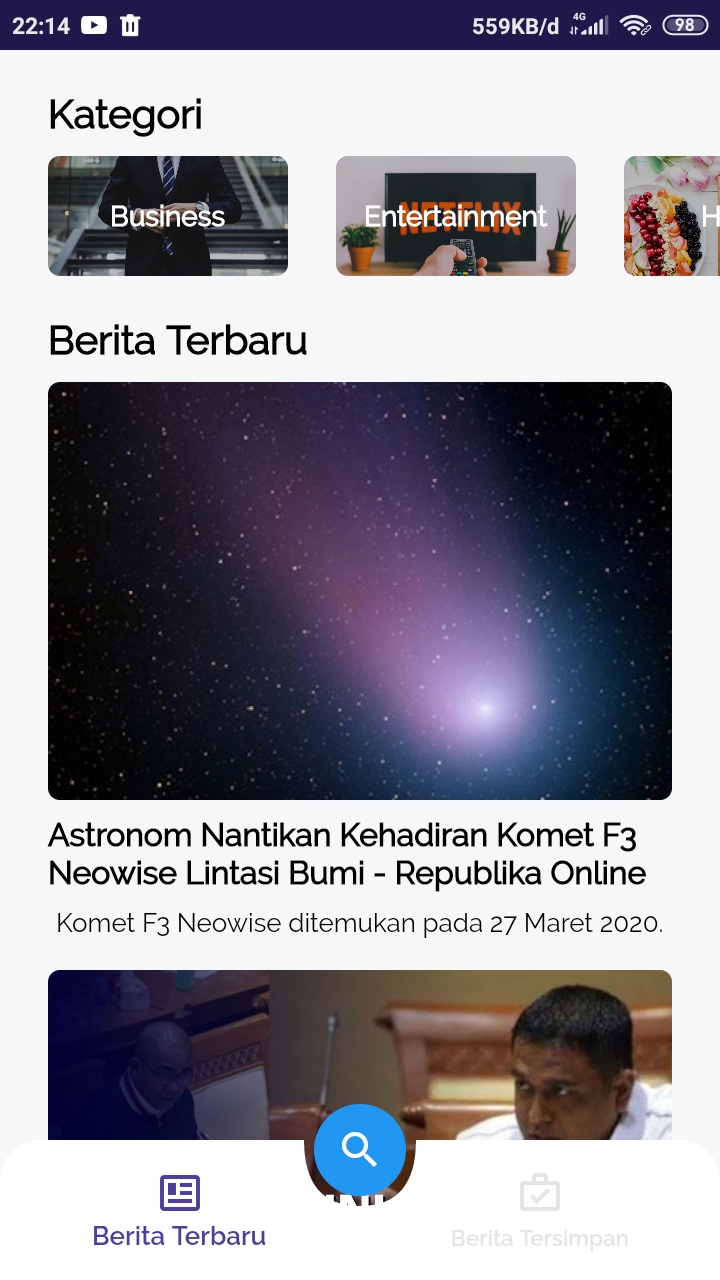 22:14
559KB/d 4G 98
Kategori
Business
Entertainment
NETFLIX
H
Berita Terbaru
Astronom Nantikan Kehadiran Komet F3
Neowise Lintasi Bumi - Republika Online
Komet F3 Neowise ditemukan pada 27 Maret 2020.
Berita Terbaru
Berita Tersimpan